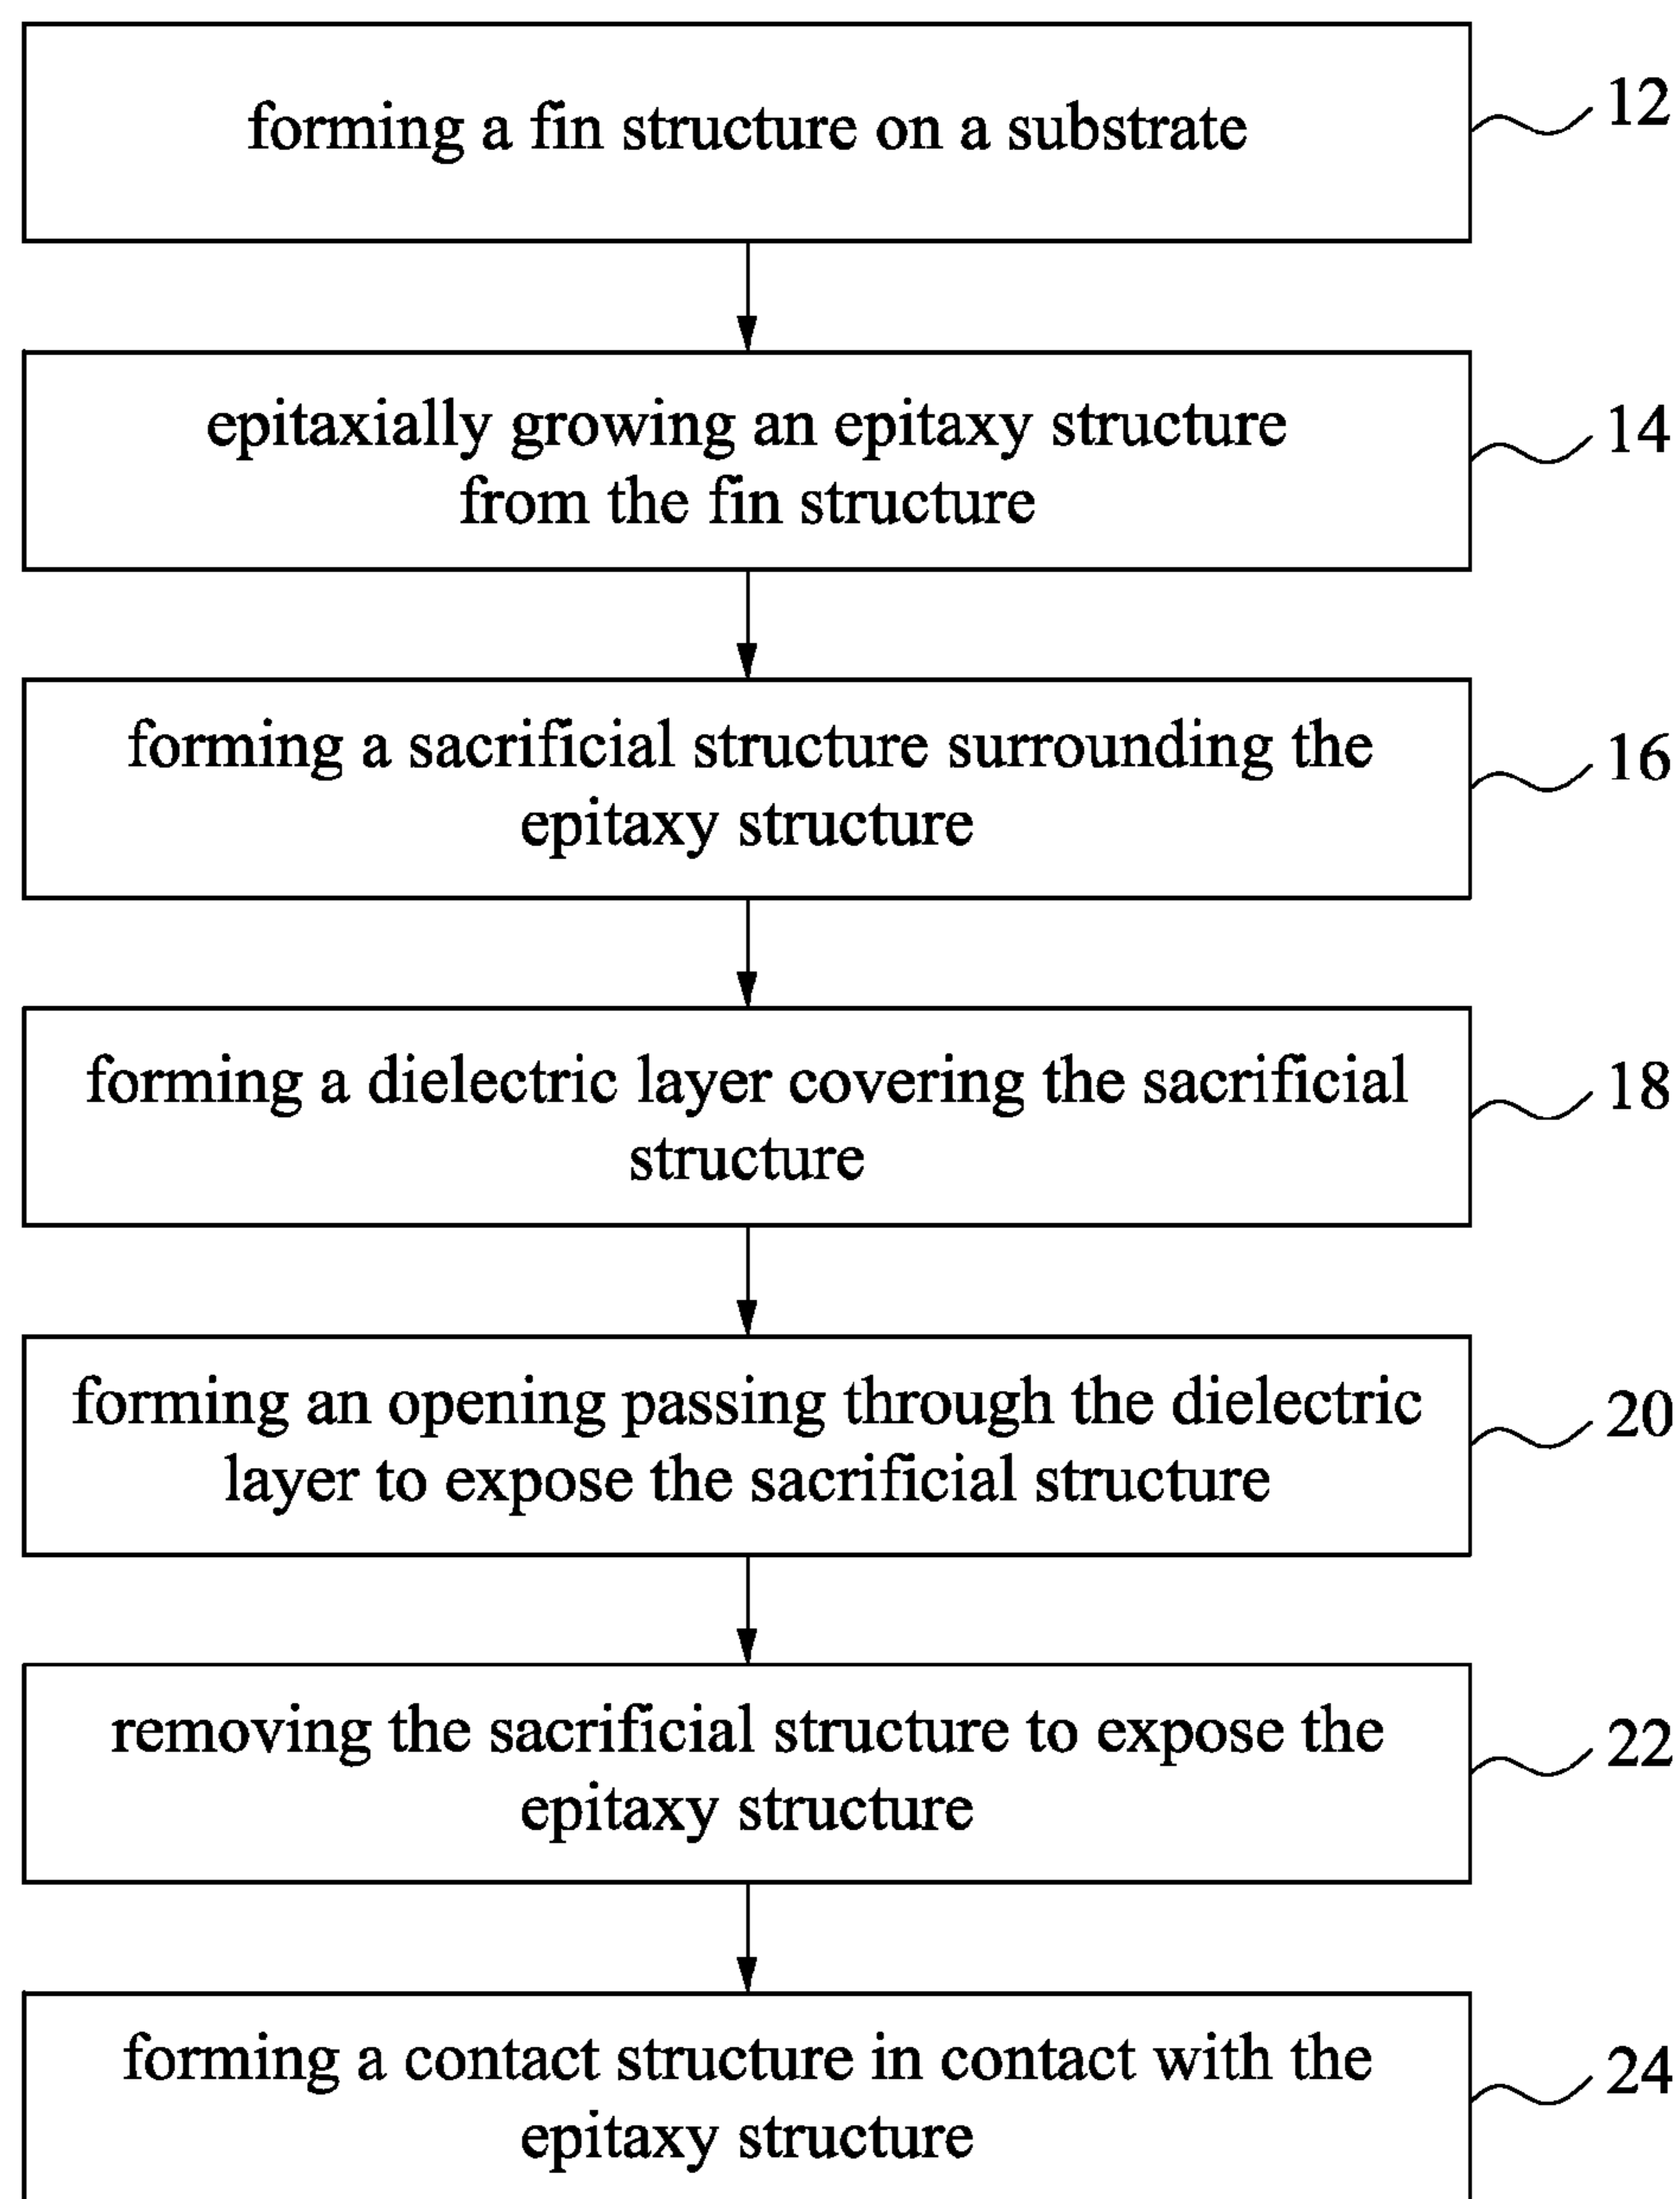 forming a fin structure on a substrate
12
epitaxially growing an epitaxy structure
from the fin structure
14
forming a sacrificial structure surrounding the
epitaxy structure
16
forming a dielectric layer covering the sacrificial
structure
18
forming an opening passing through the dielectric
layer to expose the sacrificial structure
20
removing the sacrificial structure to expose the
epitaxy structure
22
forming a contact structure in contact with the
epitaxy structure
24